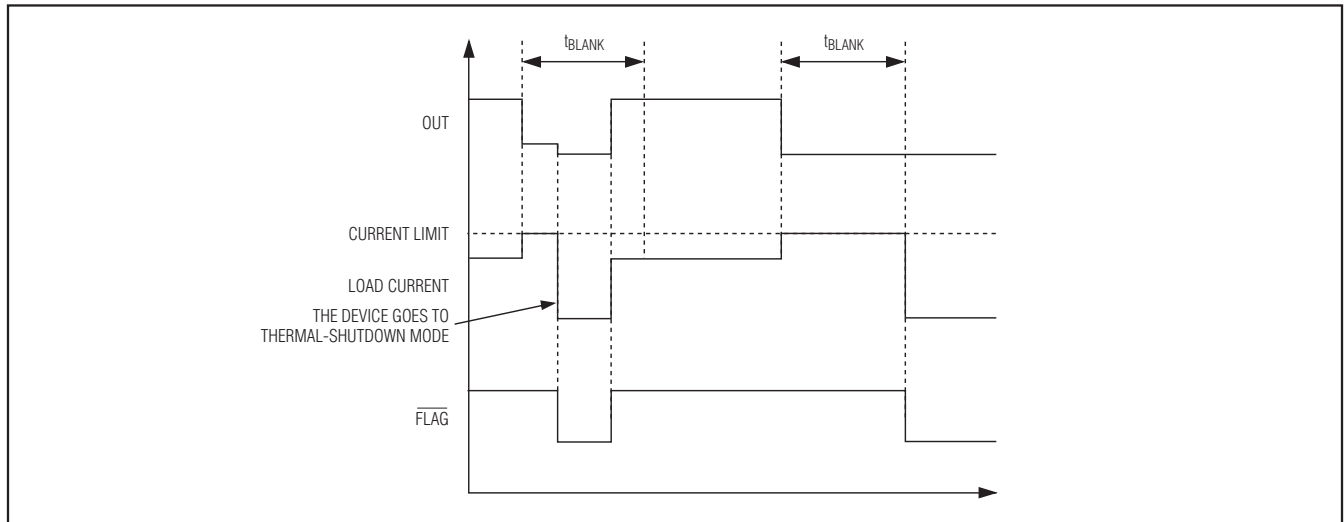 tBLANK
tBLANK
OUT
CURRENT LIMIT
LOAD CURRENT
THE DEVICE GOES TO
THERMAL-SHUTDOWN MODE
FLAG